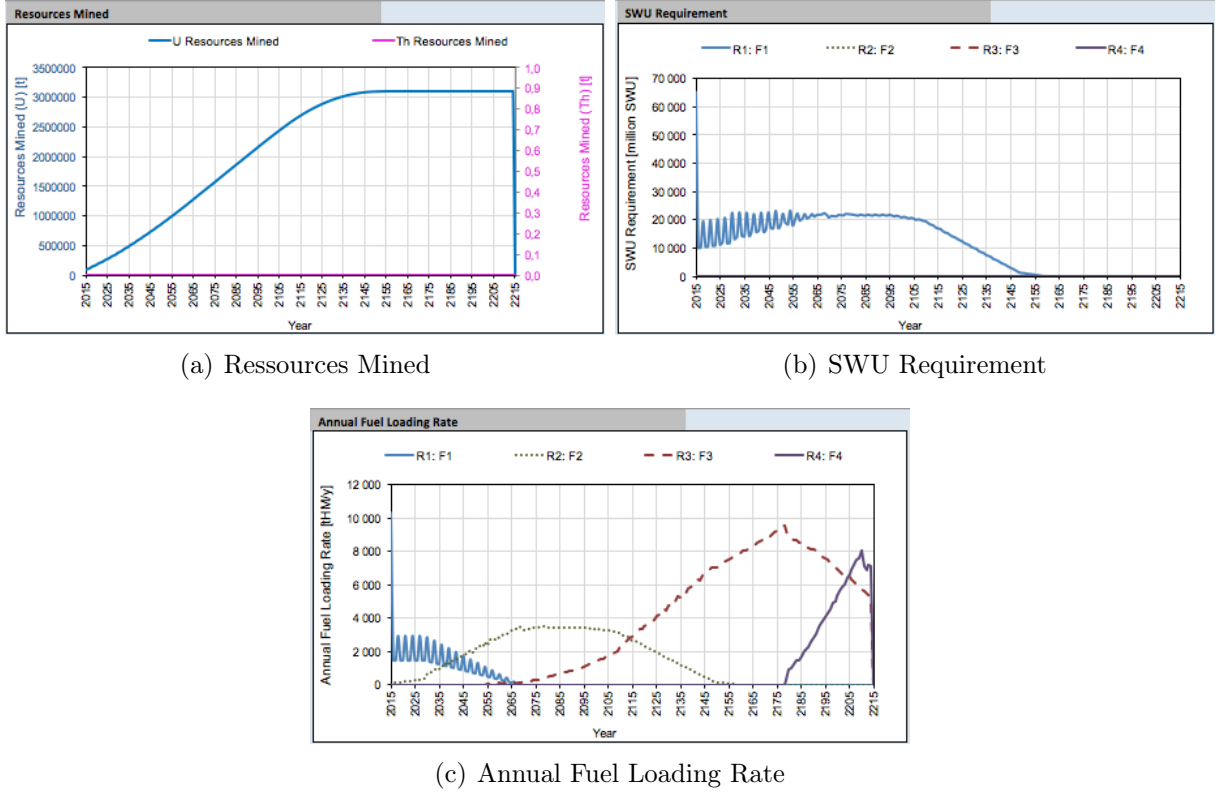 Resources Mined
U Resources Mined Th Resources Mined
3500000
3000000
2500000
2000000
1500000
1000000
500000
0
Resources Mined (U) [t]
1,0
0,9
0,8
0,7
0,6
0,5
0,4
0,3
0,2
0,1
0,0
Resources Mined (Th) [t]
2015 2025 2035 2045 2055 2065 2075 2085 2095 2105 2115 2125 2135 2145 2155 2165 2175 2185 2195 2205 2215
Year
(a) Ressources Mined
SWU Requirement
R1: F1 R2: F2 R3: F3 R4: F4
70 000
60 000
50 000
40 000
30 000
20 000
10 000
0
SWU Requirement [million SWU]
2015 2025 2035 2045 2055 2065 2075 2085 2095 2105 2115 2125 2135 2145 2155 2165 2175 2185 2195 2205 2215
Year
(b) SWU Requirement
Annual Fuel Loading Rate
R1: F1 R2: F2 R3: F3 R4: F4
12 000
10 000
8 000
6 000
4 000
2 000
0
Annual Fuel Loading Rate [tHM/y]
2015 2025 2035 2045 2055 2065 2075 2085 2095 2105 2115 2125 2135 2145 2155 2165 2175 2185 2195 2205 2215
Year
(c) Annual Fuel Loading Rate